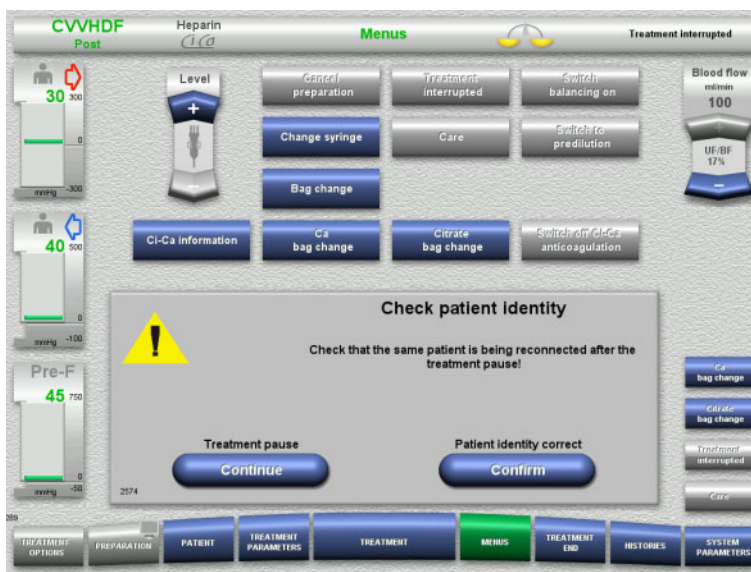 CVVHDF
Post
Heparin
Ci Ca
Menus
Treatment interrupted
30
300
0
-300
mmHg
Level
+
−
Cancel
preparation
Treatment
interrupted
Switch
balancing on
Change syringe
Care
Switch to
predilution
Bag change
Ci-Ca information
Ca
bag change
Citrate
bag change
Switch off Ci-Ca
anticoagulation
Blood flow
ml/min
100
+
UF/BF
17%
−
40
500
0
-100
mmHg
Pre-F
45
750
0
-50
mmHg
Check patient identity
!
Check that the same patient is being reconnected after the
treatment pause!
Treatment pause
Continue
Patient identity correct
Confirm
2574
Ca
bag change
Citrate
bag change
Treatment
interrupted
Care
TREATMENT
OPTIONS
PREPARATION
PATIENT
TREATMENT
PARAMETERS
TREATMENT
MENUS
TREATMENT
END
HISTORIES
SYSTEM
PARAMETERS